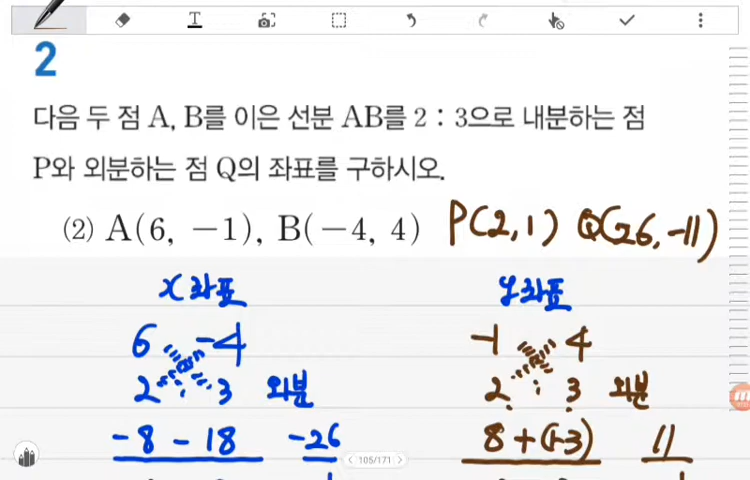 T
2
다음 두 점 A, B를 이은 선분 AB를 2 : 3으로 내분하는 점
P와 외분하는 점 Q의 좌표를 구하시오.
(2) A(6, −1), B(−4, 4) P(2,1) Q(26,-11)
x좌표 y좌표
6 -4 -1 4
2 : 3 외분 2 : 3 외분
-8 - 18 -26 8 + (-3) 11
105/171